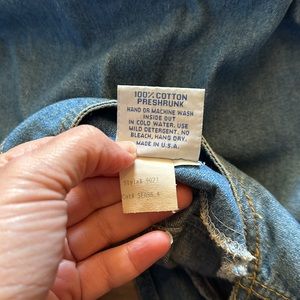 100% COTTON
PRESHRUNK
HAND OR MACHINE WASH
INSIDE OUT
IN COLD WATER. USE
MILD DETERGENT. NO
BLEACH, HANG DRY.
MADE IN U.S.A.